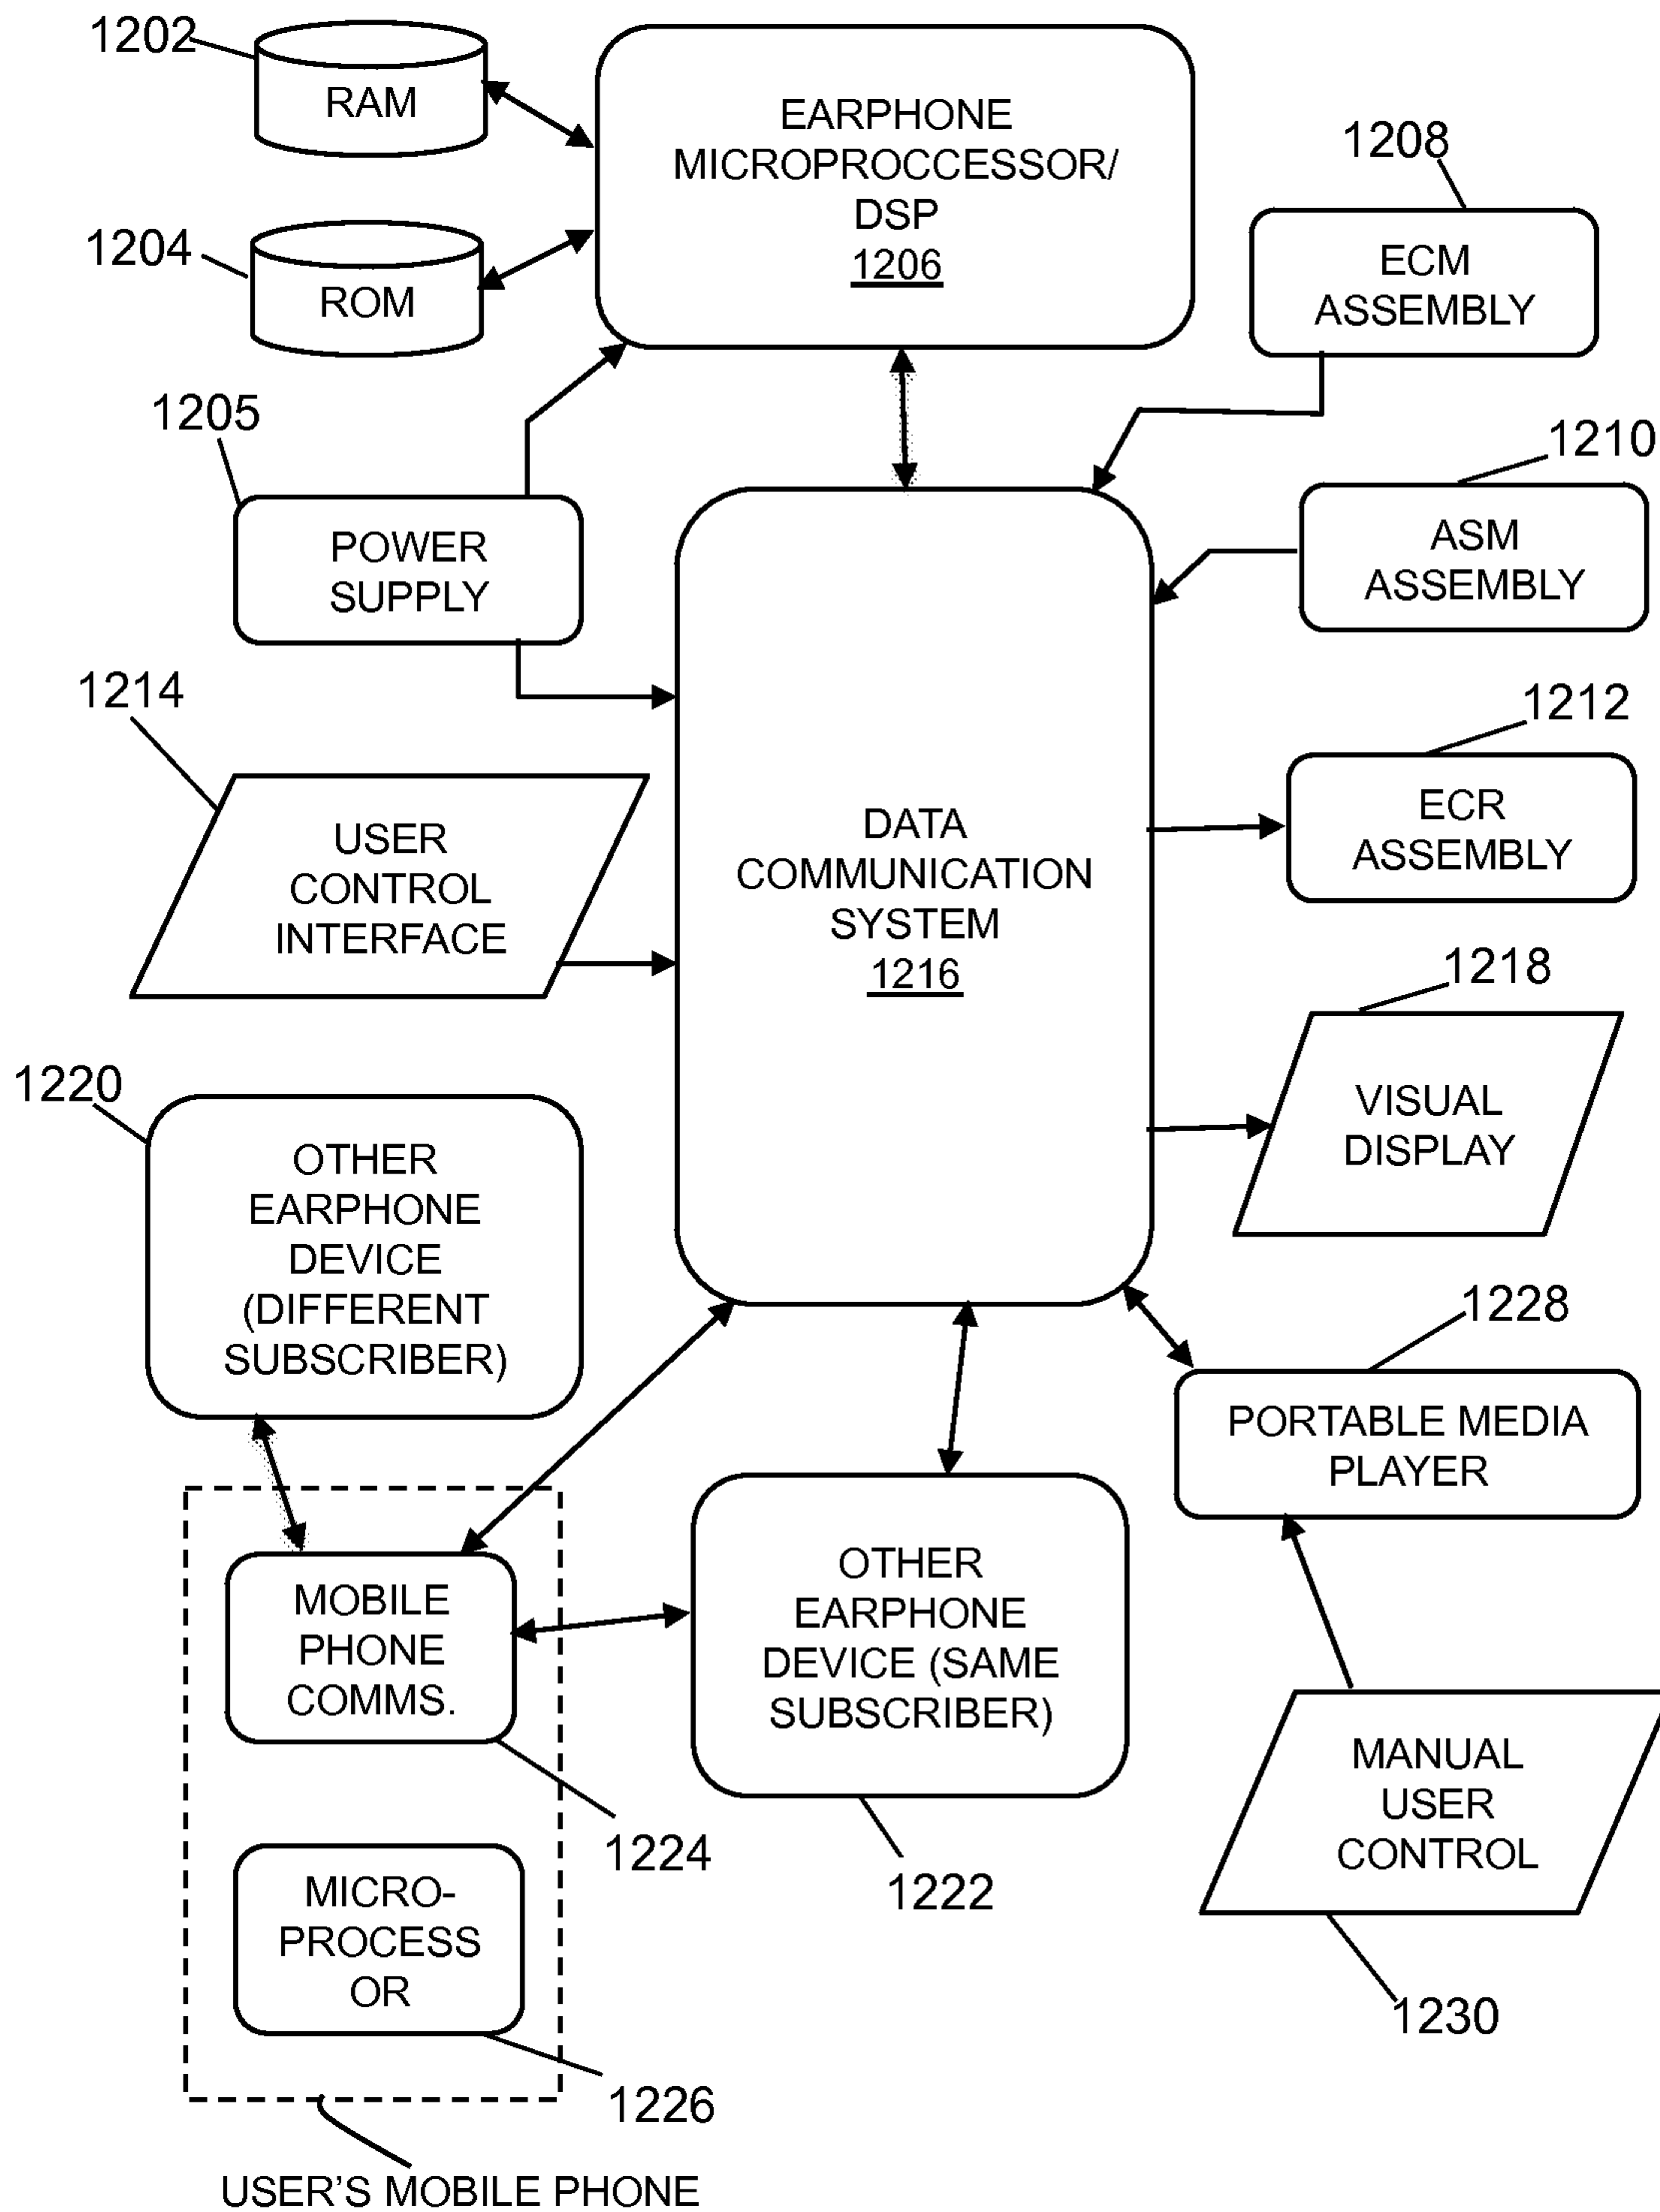 1202
RAM
EARPHONE
MICROPROCCESSOR/
DSP
1206
1208
ECM
ASSEMBLY
1204
ROM
1205
POWER
SUPPLY
1210
ASM
ASSEMBLY
1214
USER
CONTROL
INTERFACE
DATA
COMMUNICATION
SYSTEM
1216
1212
ECR
ASSEMBLY
1218
VISUAL
DISPLAY
1220
OTHER
EARPHONE
DEVICE
(DIFFERENT
SUBSCRIBER)
1228
PORTABLE MEDIA
PLAYER
MOBILE
PHONE
COMMS.
1224
OTHER
EARPHONE
DEVICE (SAME
SUBSCRIBER)
1222
MANUAL
USER
CONTROL
1230
MICRO-
PROCESS
OR
1226
USER'S MOBILE PHONE